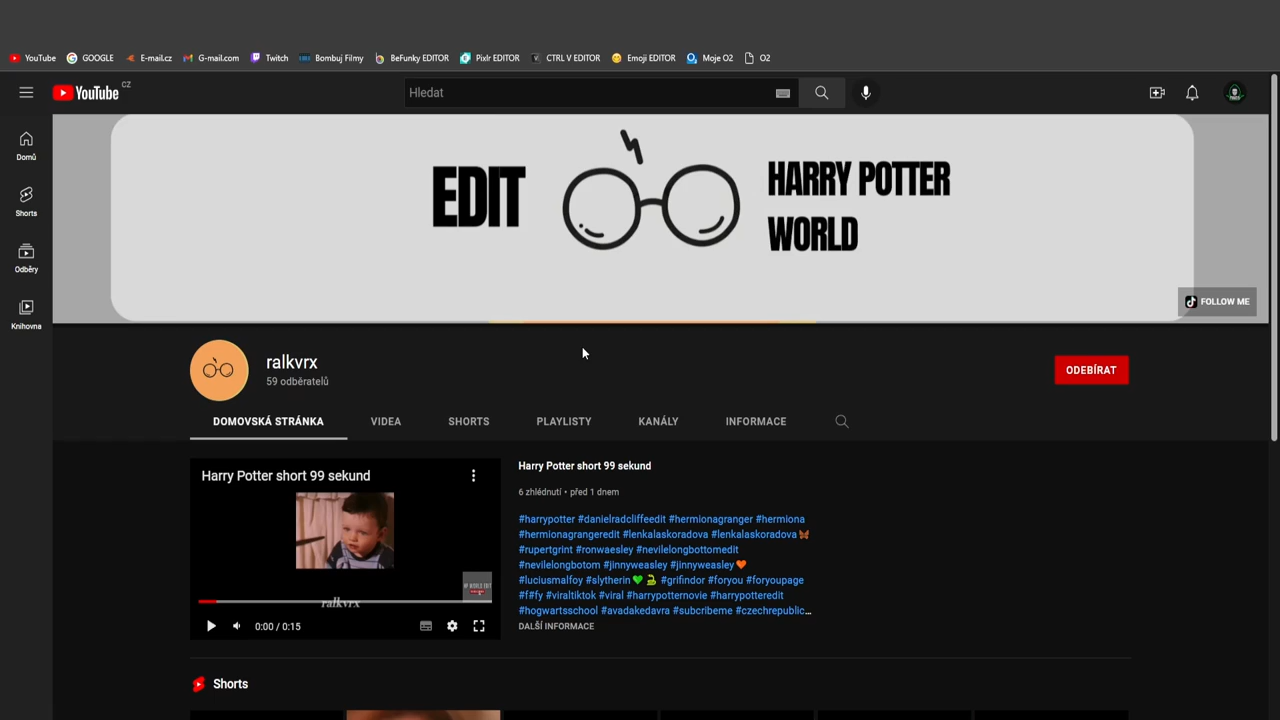 YouTube GOOGLE E-mail.cz G-mail.com Twitch Bombuj Filmy BeFunky EDITOR Pixlr EDITOR CTRL V EDITOR Emoji EDITOR Moje O2 O2
YouTube CZ
Hledat
Domů
Shorts
Odběry
Knihovna
EDIT
HARRY POTTER
WORLD
FOLLOW ME
ralkvrx
59 odběratelů
ODEBÍRAT
DOMOVSKÁ STRÁNKA VIDEA SHORTS PLAYLISTY KANÁLY INFORMACE
Harry Potter short 99 sekund
HP WORLD EDIT
ralkvrx
0:00 / 0:15
Harry Potter short 99 sekund
6 zhlédnutí • před 1 dnem
#harrypotter #danielradcliffeedit #hermionagranger #hermiona
#hermionagrangeredit #lenkalaskoradova #lenkalaskoradova🦋
#rupertgrint #ronwaesley #nevilelongbottomedit
#nevilelongbotom #jinnyweasley #jinnyweasley🧡
#luciusmalfoy #slytherin💚 🐍 #grifindor #foryou #foryoupage
#f#fy #viraltiktok #viral #harrypotternovie #harrypotteredit
#hogwartsschool #avadakedavra #subcribeme #czechrepublic...
DALŠÍ INFORMACE
Shorts